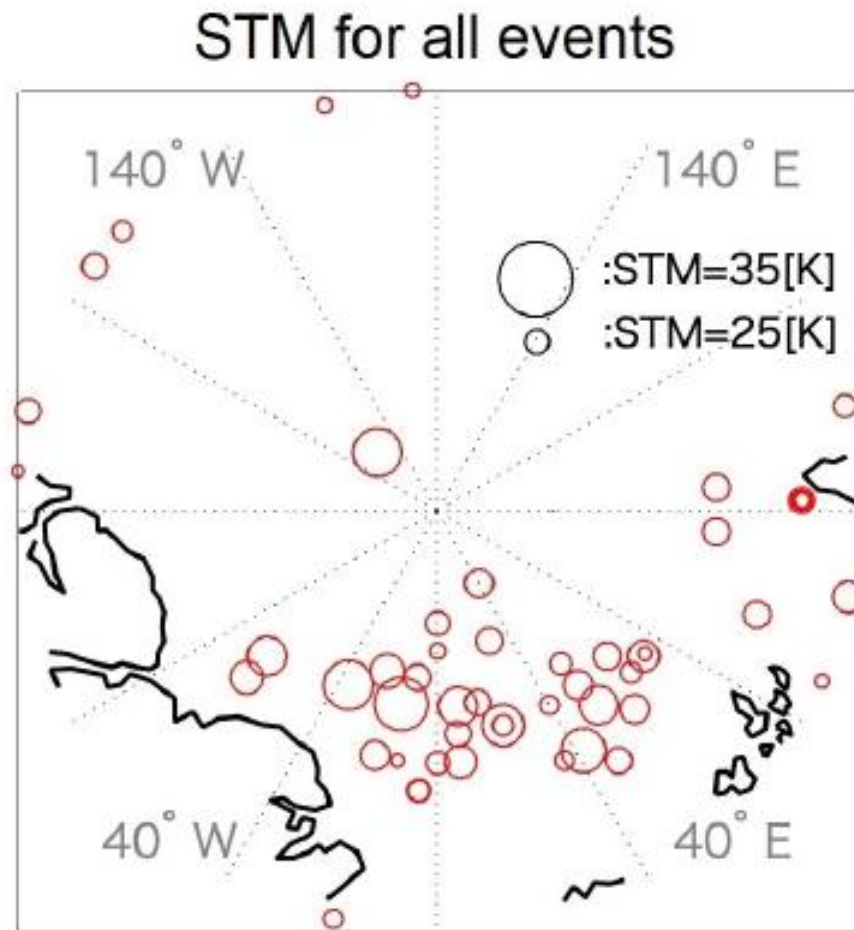 STM for all events
140° W
140° E
:STM=35[K]
:STM=25[K]
40° W
40° E